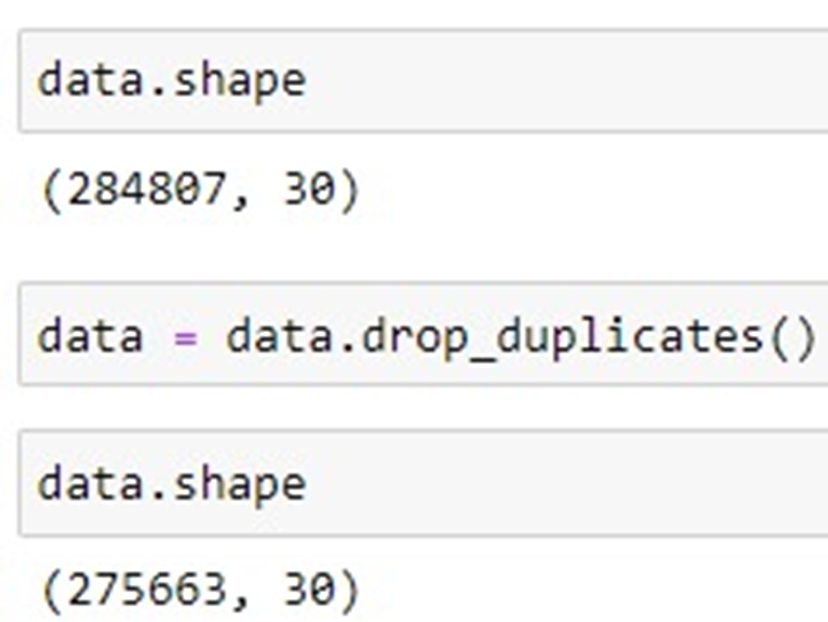 data.shape
(284807, 30)
data = data.drop_duplicates()
data.shape
(275663, 30)